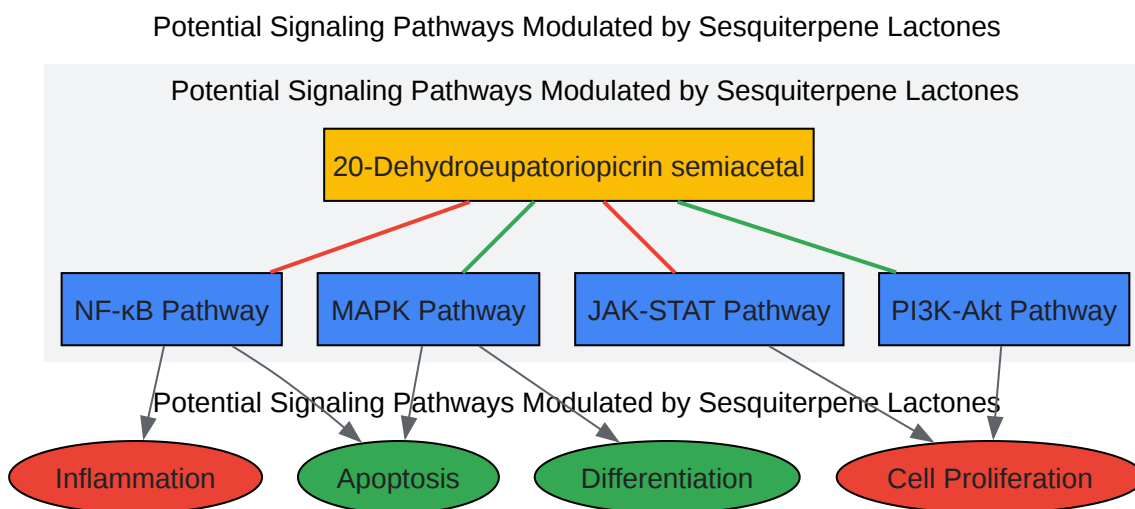 Potential Signaling Pathways Modulated by Sesquiterpene Lactones
Potential Signaling Pathways Modulated by Sesquiterpene Lactones
20-Dehydroeupatoriopicrin semiacetal
NF-κB Pathway
MAPK Pathway
JAK-STAT Pathway
PI3K-Akt Pathway
Potential Signaling Pathways Modulated by Sesquiterpene Lactones
Inflammation
Apoptosis
Differentiation
Cell Proliferation